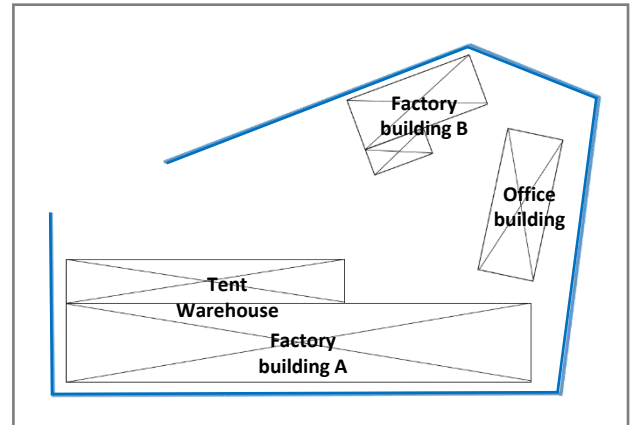 Factory
building B
Office
building
Tent
Warehouse
Factory
building A